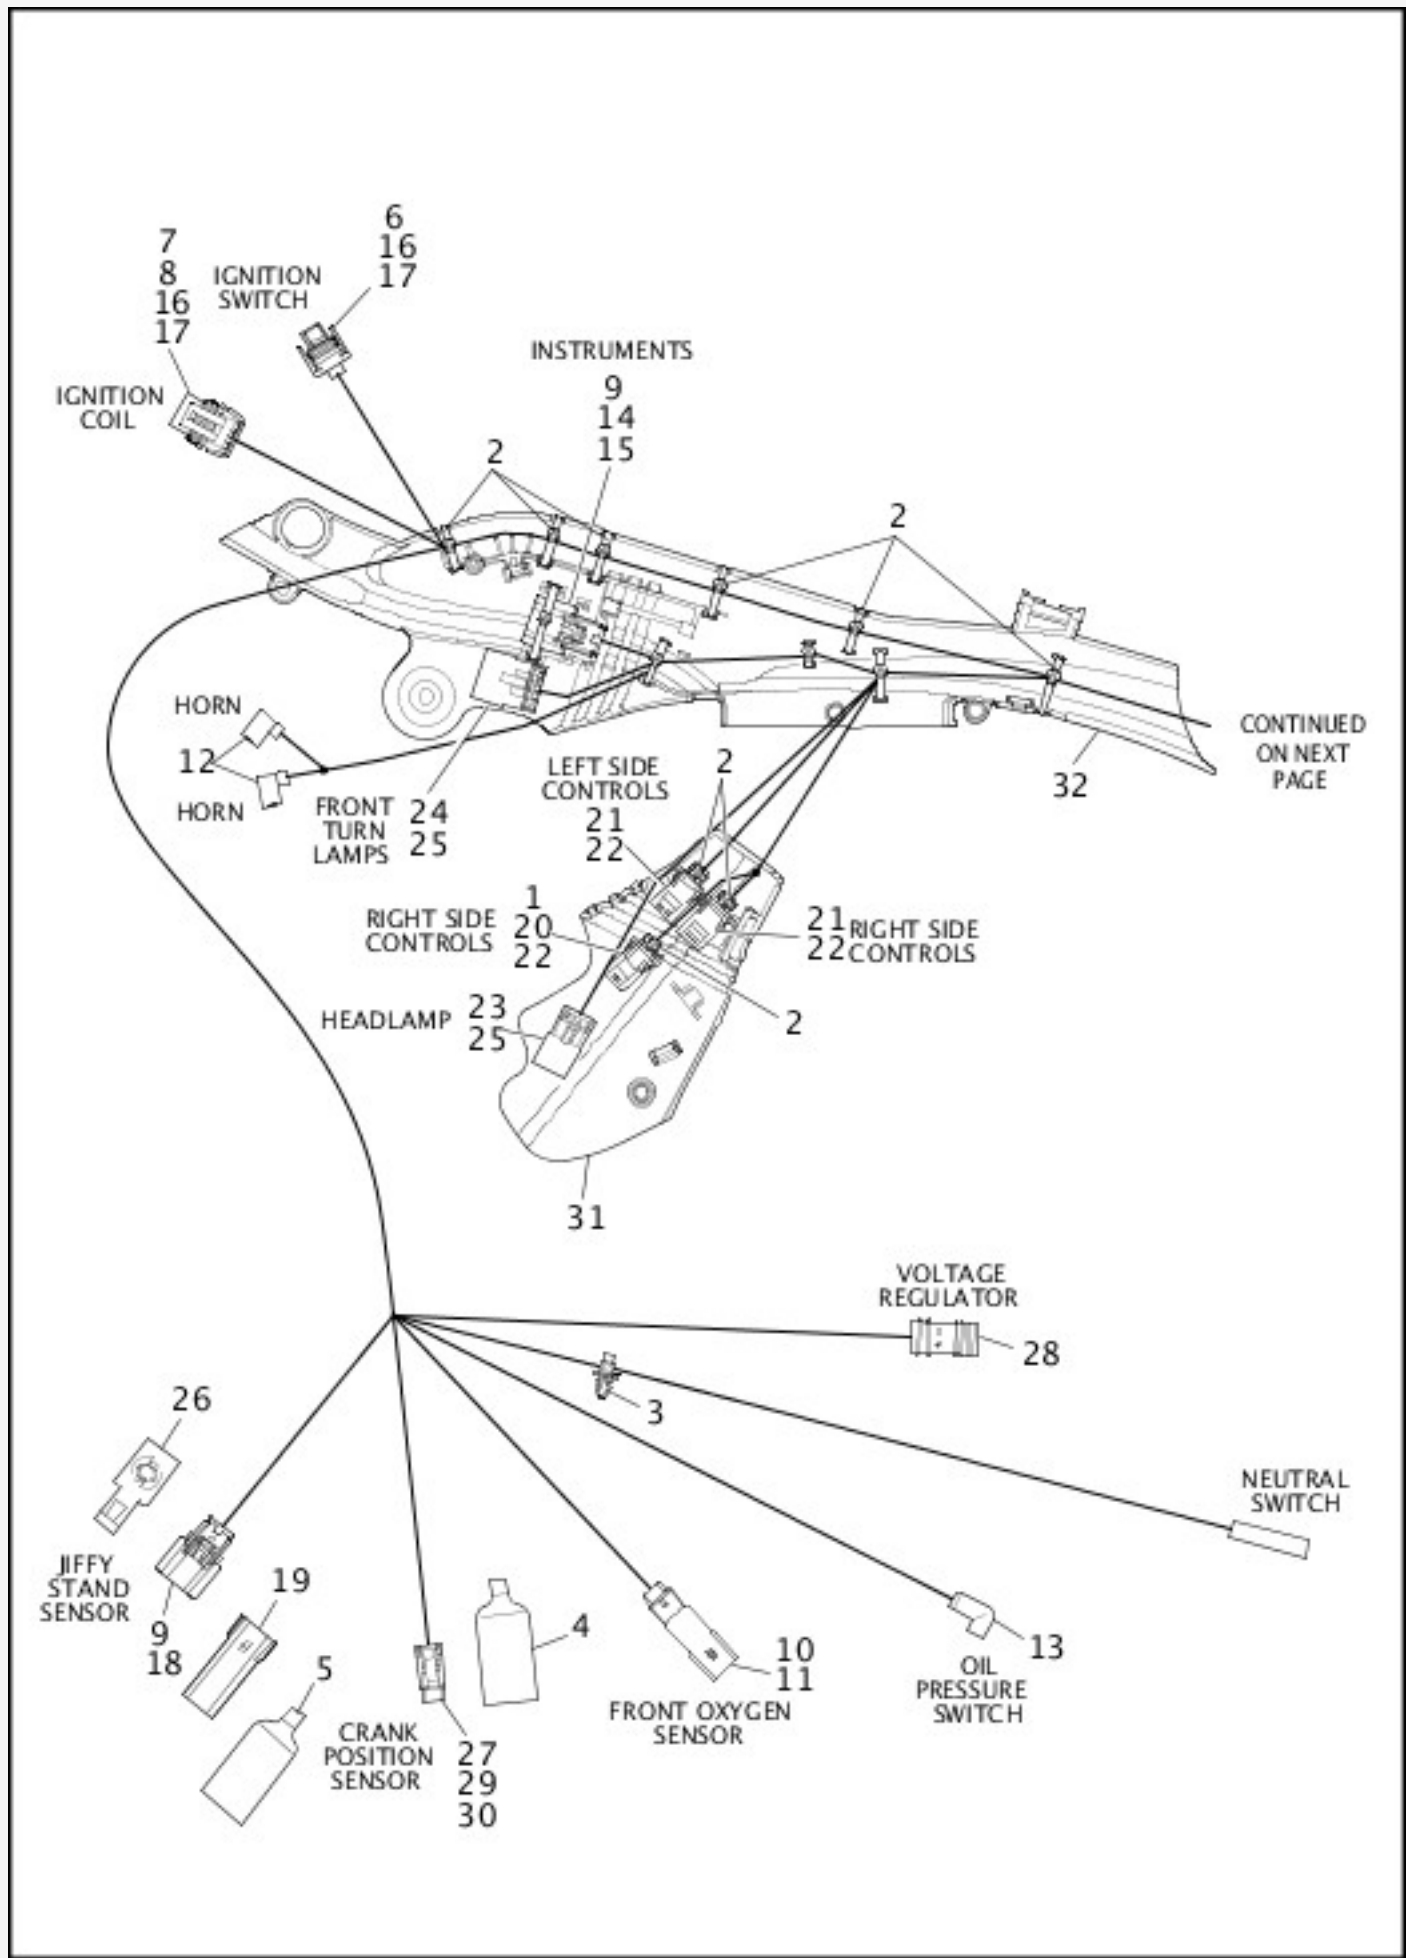 6
16
17
7
8
16
17
IGNITION
SWITCH
INSTRUMENTS
9
14
15
IGNITION
COIL
2
2
HORN
12
HORN
CONTINUED
ON NEXT
PAGE
32
LEFT SIDE
CONTROLS
21
22
2
FRONT
TURN
LAMPS
24
25
RIGHT SIDE
CONTROLS
1
20
22
21
22
RIGHT SIDE
CONTROLS
HEADLAMP
23
25
2
31
VOLTAGE
REGULATOR
28
3
26
NEUTRAL
SWITCH
JIFFY
STAND
SENSOR
9
18
19
5
4
CRANK
POSITION
SENSOR
27
29
30
10
11
FRONT OXYGEN
SENSOR
13
OIL
PRESSURE
SWITCH